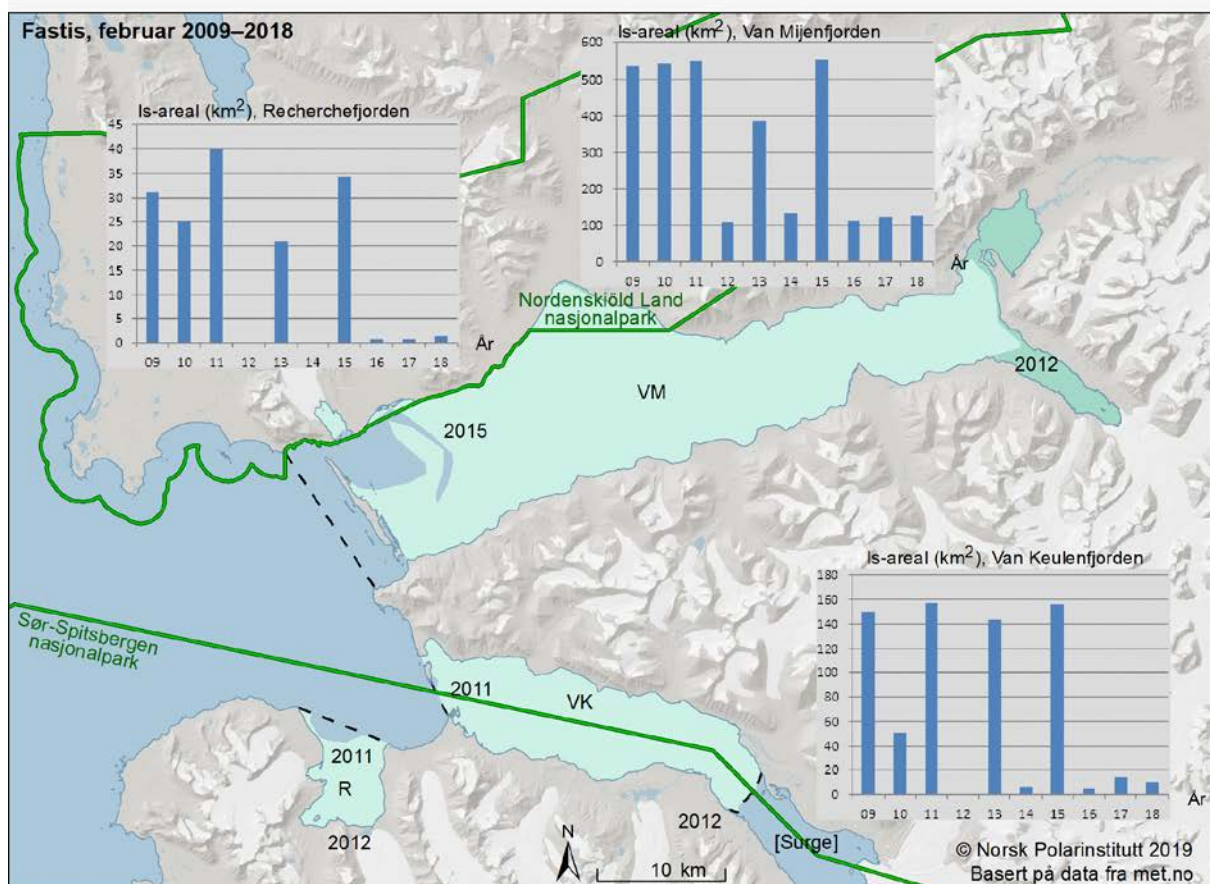 Fastis, februar 2009–2018
Is-areal (km²), Van Mijenfjorden
600
500
400
300
200
100
0
09 10 11 12 13 14 15 16 17 18
År
Is-areal (km²), Recherchefjorden
45
40
35
30
25
20
15
10
5
0
09 10 11 12 13 14 15 16 17 18
År
Nordenskiöld Land
nasjonalpark
VM
2012
2015
Is-areal (km²), Van Keulenfjorden
180
160
140
120
100
80
60
40
20
0
09 10 11 12 13 14 15 16 17 18
År
Sør-Spitsbergen
nasjonalpark
2011
VK
2011
R
2012
2012
[Surge]
N
10 km
© Norsk Polarinstitutt 2019
Basert på data fra met.no